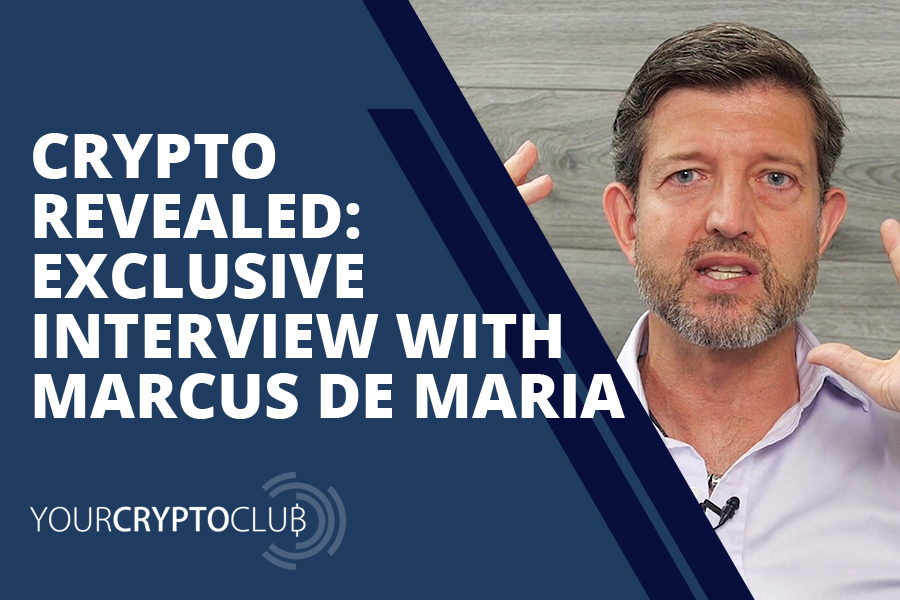 CRYPTO
REVEALED:
EXCLUSIVE
INTERVIEW WITH
MARCUS DE MARIA
YOURCRYPTOCLUB